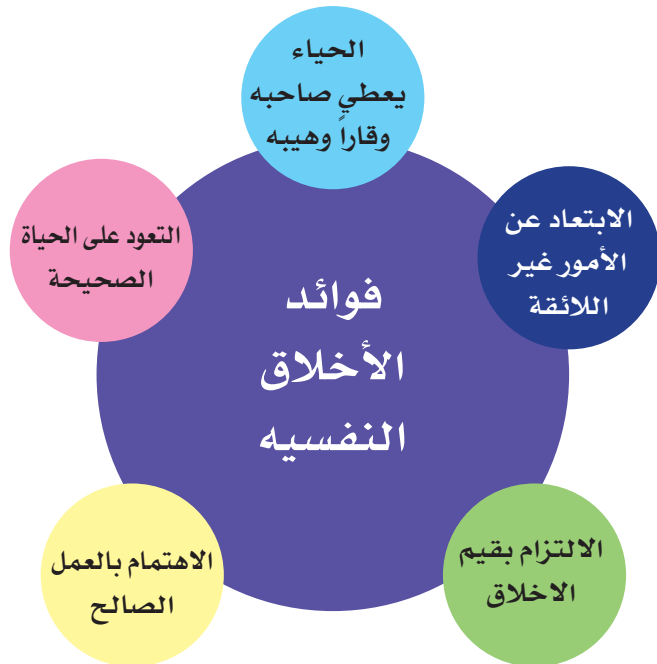 الحياء
يعطي صاحبه
وقاراً وهيبه
الابتعاد عن
الأمور غير
اللائقة
التعود على الحياة
الصحيحة
فوائد
الأخلاق
النفسيه
الالتزام بقيم
الاخلاق
الاهتمام بالعمل
الصالح